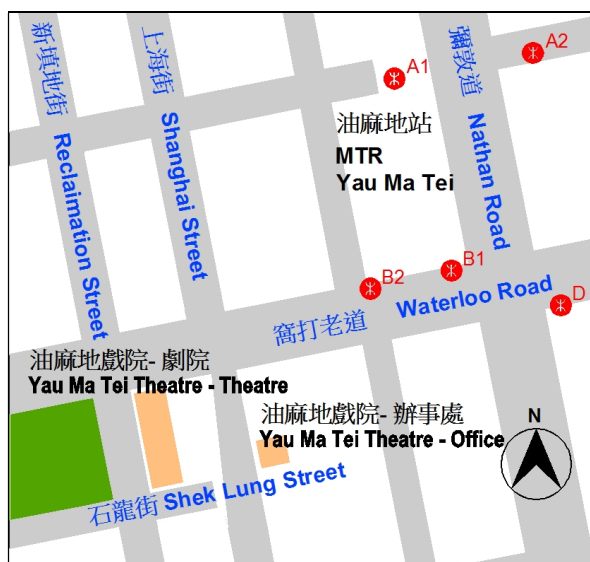 新填地街 Reclamation Street
上海街 Shanghai Street
彌敦道 Nathan Road
A1
A2
油麻地站
MTR
Yau Ma Tei
B2
B1
D
窩打老道 Waterloo Road
油麻地戲院- 劇院
Yau Ma Tei Theatre - Theatre
油麻地戲院- 辦事處
Yau Ma Tei Theatre - Office
N
石龍街 Shek Lung Street